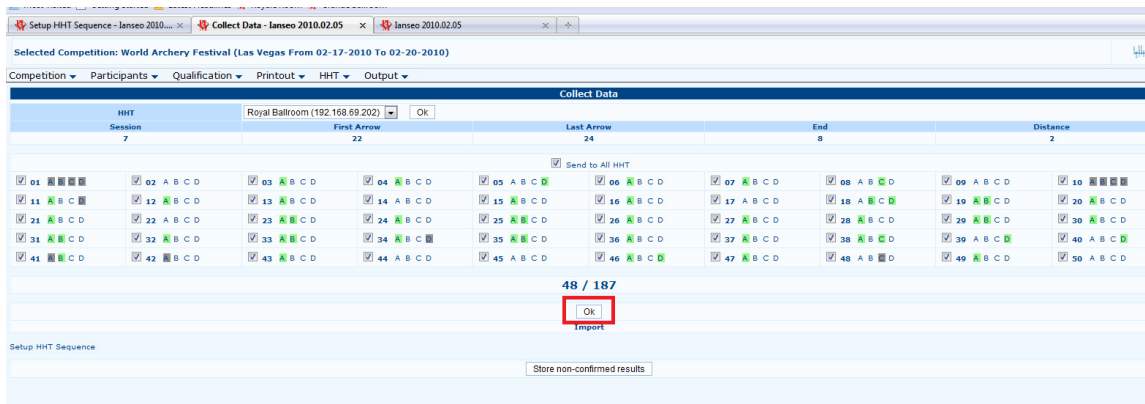 Setup HHT Sequence - Ianseo 2010.... × Collect Data - Ianseo 2010.02.05 × Ianseo 2010.02.05 ×
Selected Competition: World Archery Festival (Las Vegas From 02-17-2010 To 02-20-2010)
Competition Participants Qualification Printout HHT Output
Collect Data
HHT Royal Ballroom (192.168.69.202) Ok
Session First Arrow Last Arrow End Distance
7 22 24 8 2
Send to All HHT
01 A B C D 02 A B C D 03 A B C D 04 A B C D 05 A B C D 06 A B C D 07 A B C D 08 A B C D 09 A B C D 10 A B C D
11 A B C D 12 A B C D 13 A B C D 14 A B C D 15 A B C D 16 A B C D 17 A B C D 18 A B C D 19 A B C D 20 A B C D
21 A B C D 22 A B C D 23 A B C D 24 A B C D 25 A B C D 26 A B C D 27 A B C D 28 A B C D 29 A B C D 30 A B C D
31 A B C D 32 A B C D 33 A B C D 34 A B C D 35 A B C D 36 A B C D 37 A B C D 38 A B C D 39 A B C D 40 A B C D
41 A B C D 42 A B C D 43 A B C D 44 A B C D 45 A B C D 46 A B C D 47 A B C D 48 A B C D 49 A B C D 50 A B C D
48 / 187
Ok
Import
Setup HHT Sequence
Store non-confirmed results